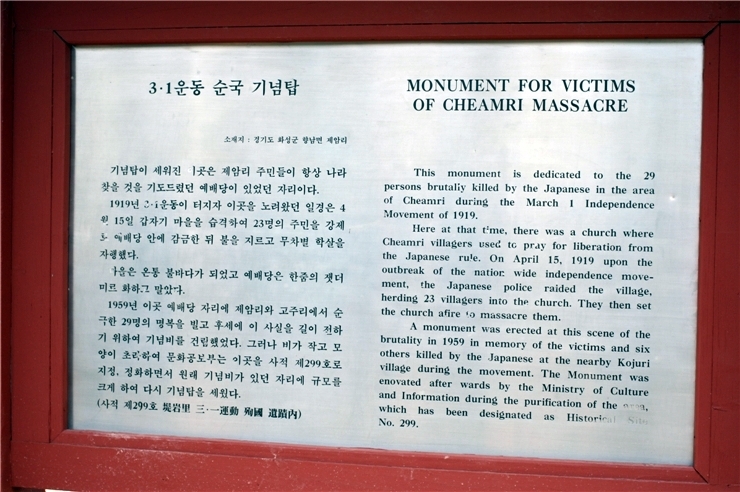 3·1운동 순국 기념탑
소재지 : 경기도 화성군 향남면 제암리
기념탑이 세워진 이곳은 제암리 주민들이 항상 나라
찾을 것을 기도드렸던 예배당이 있었던 자리이다.
1919년 3·1운동이 터지자 이곳을 노려왔던 일경은 4
월 15일 갑자기 마을을 습격하여 23명의 주민을 강제
로 예배당 안에 감금한 뒤 불을 지르고 무차별 학살을
자행했다.
마을은 온통 불바다가 되었고 예배당은 한줌의 잿더
미로 화하고 말았다.
1959년 이곳 예배당 자리에 제암리와 고주리에서 순
국한 29명의 명복을 빌고 후세에 이 사실을 길이 전하
기 위하여 기념비를 건립했었다. 그러나 비가 작고 모
양이 초라하여 문화공보부는 이곳을 사적 제299호로
지정, 정화하면서 원래 기념비가 있던 자리에 규모를
크게 하여 다시 기념탑을 세웠다.
(사적 제299호 堤岩里 三·一運動 殉國 遺蹟內)
MONUMENT FOR VICTIMS
OF CHEAMRI MASSACRE
This monument is dedicated to the 29
persons brutally killed by the Japanese in the area
of Cheamri during the March 1 Independence
Movement of 1919.
Here at that time, there was a church where
Cheamri villagers used to pray for liberation from
the Japanese rule. On April 15, 1919 upon the
outbreak of the nation wide independence move-
ment, the Japanese police raided the village,
herding 23 villagers into the church. They then set
the church afire to massacre them.
A monument was erected at this scene of the
brutality in 1959 in memory of the victims and six
others killed by the Japanese at the nearby Kojuri
village during the movement. The Monument was
enovated after wards by the Ministry of Culture
and Information during the purification of the area,
which has been designated as Historical Site
No. 299.